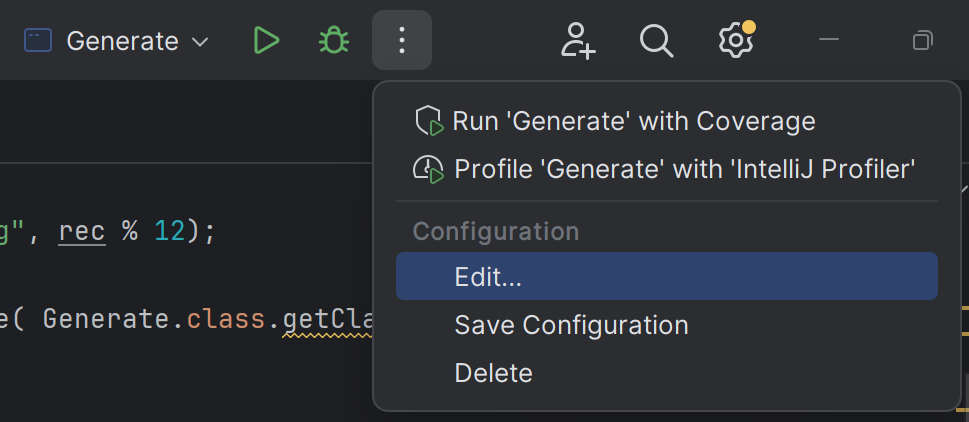 Generate
Run 'Generate' with Coverage
Profile 'Generate' with 'IntelliJ Profiler'
g", rec % 12);
Configuration
Edit...
e( Generate.class.getCla
Save Configuration
Delete